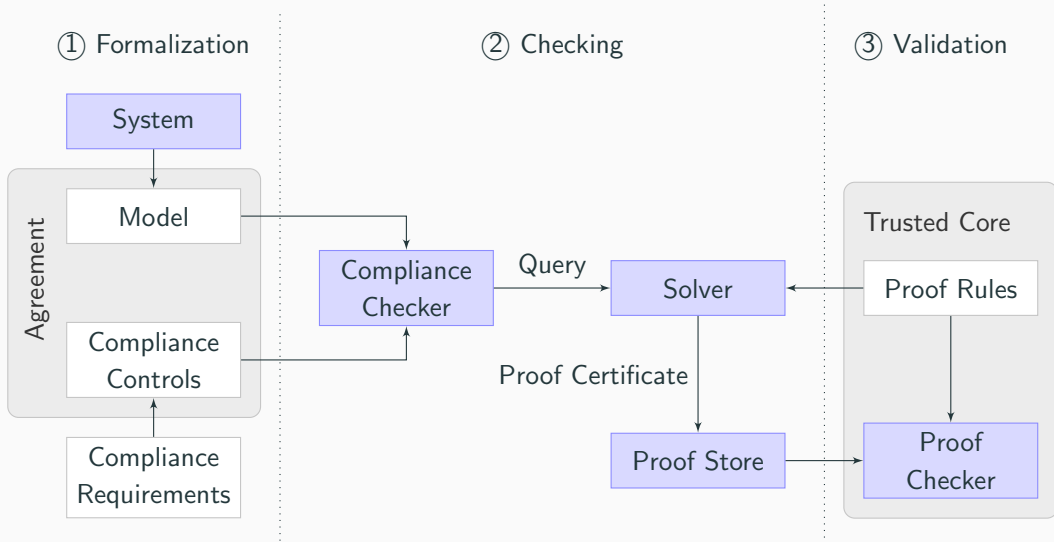 ① Formalization
② Checking
③ Validation
System
Agreement
Model
Compliance
Controls
Compliance
Requirements
Compliance
Checker
Query
Solver
Proof Certificate
Proof Store
Trusted Core
Proof Rules
Proof
Checker